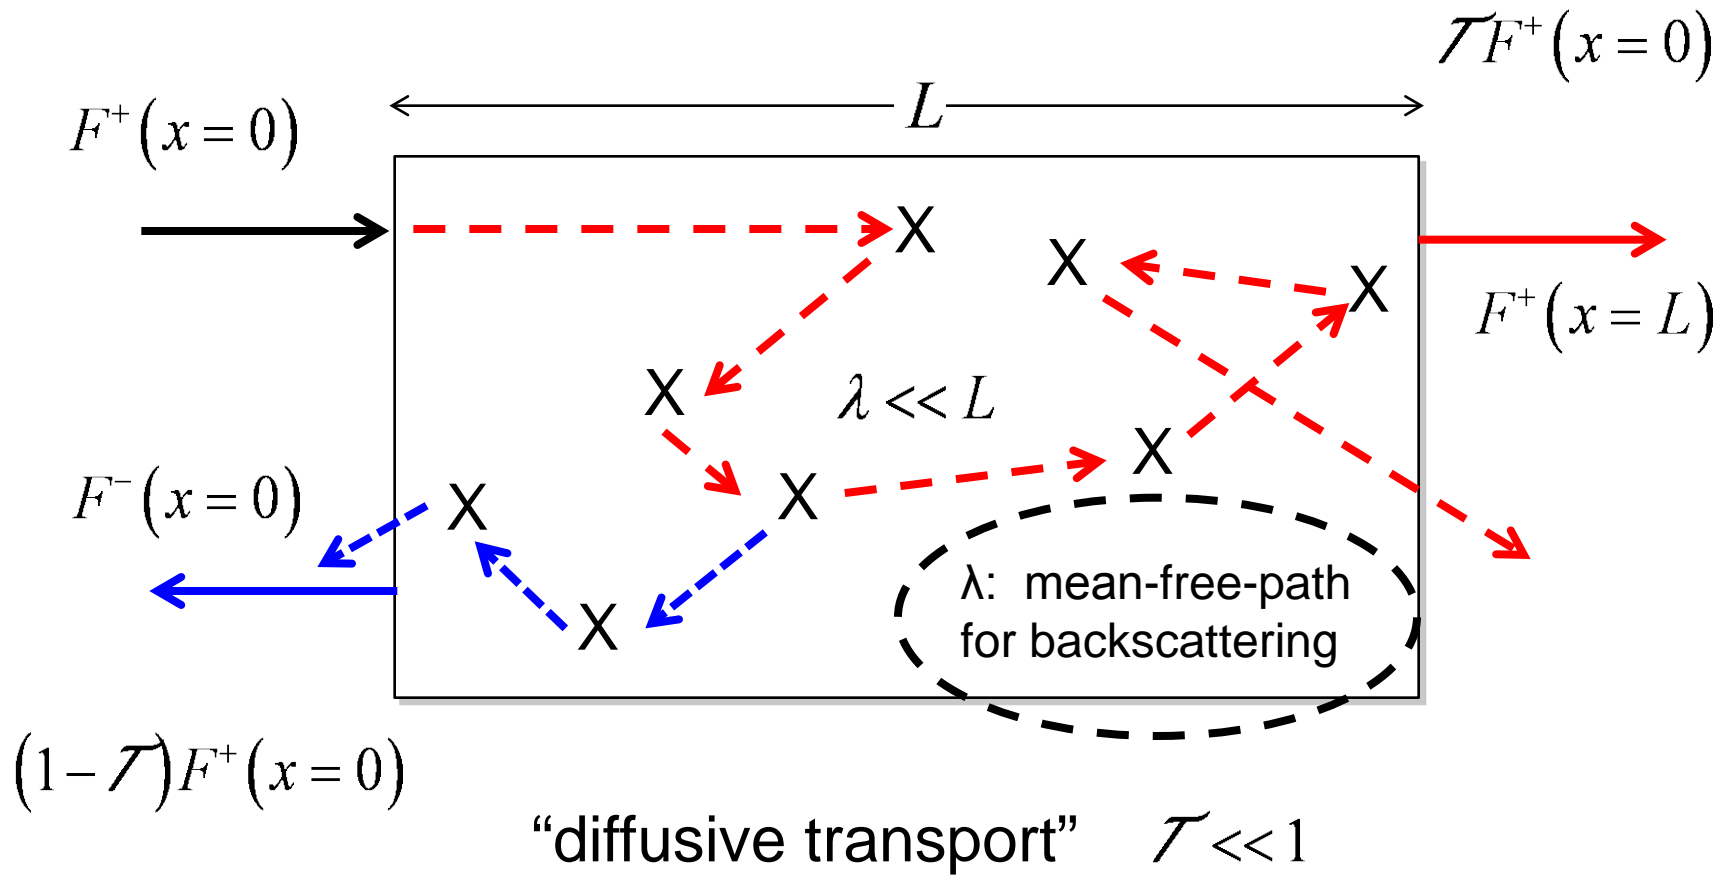 𝒯F⁺(x = 0)
F⁺(x = 0)
L
X
X
X
F⁺(x = L)
X
λ << L
X
F⁻(x = 0)
X
X
λ: mean-free-path
for backscattering
X
(1 − 𝒯)F⁺(x = 0)
“diffusive transport” 𝒯 << 1